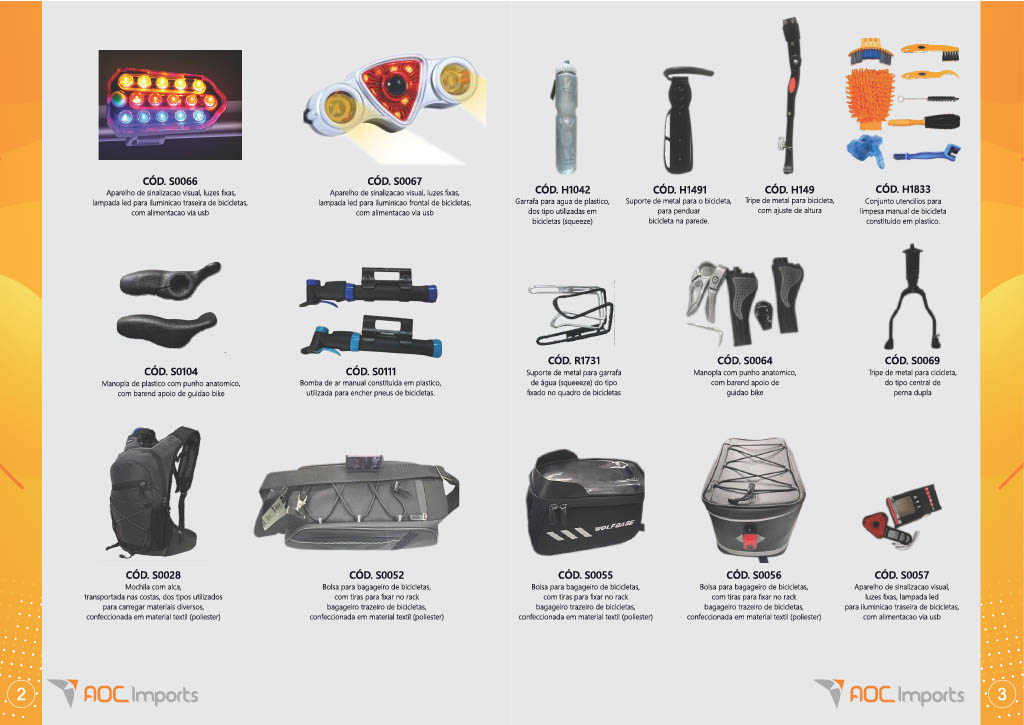 CÓD. S0066
Aparelho de sinalizacao visual, luzes fixas,
lampada led para iluminicao traseira de bicicletas,
com alimentacao via usb
CÓD. S0067
Aparelho de sinalizacao visual, luzes fixas,
lampada led para iluminicao frontal de bicicletas,
com alimentacao via usb
CÓD. H1042
Garrafa para agua de plastico,
dos tipo utilizadas em
bicicletas (squeeze)
CÓD. H1491
Suporte de metal para o bicicleta,
para penduar
bicicleta na parede.
CÓD. H149
Tripe de metal para bicicleta,
com ajuste de altura
CÓD. H1833
Conjunto utencilios para
limpesa manual de bicicleta
constituido em plastico.
CÓD. S0104
Manopla de plastico com punho anatomico,
com barend apoio de guidao bike
CÓD. S0111
Bomba de ar manual constituida em plastico,
utilizada para encher pneus de bicicletas.
CÓD. R1731
Suporte de metal para garrafa
de água (squeeeze) do tipo
fixado no quadro de bicicletas
CÓD. S0064
Manopla com punho anatomico,
com barend apoio de
guidao bike
CÓD. S0069
Tripe de metal para cicicleta,
do tipo central de
perna dupla
CÓD. S0028
Mochila com alca,
transportada nas costas, dos tipos utilizados
para carregar materiais diversos,
confeccionada em material textil (poliester)
CÓD. S0052
Bolsa para bagageiro de bicicletas,
com tiras para fixar no rack
bagageiro trazeiro de bicicletas,
confeccionada em material textil (poliester)
WOLFBASE
CÓD. S0055
Bolsa para bagageiro de bicicletas,
com tiras para fixar no rack
bagageiro trazeiro de bicicletas,
confeccionada em material textil (poliester)
CÓD. S0056
Bolsa para bagageiro de bicicletas,
com tiras para fixar no rack
bagageiro trazeiro de bicicletas,
confeccionada em material textil (poliester)
CÓD. S0057
Aparelho de sinalizacao visual,
luzes fixas, lampada led
para iluminicao traseira de bicicletas,
com alimentacao via usb
2
AOC Imports
AOC Imports
3